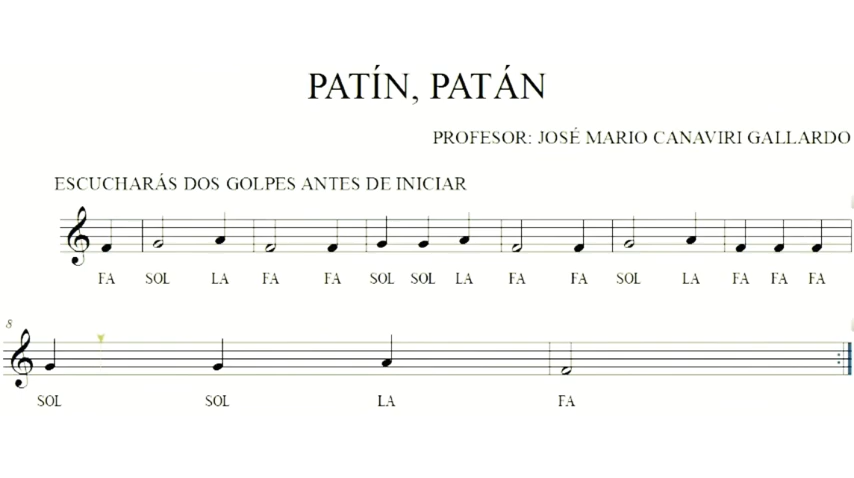 PATÍN, PATÁN
PROFESOR: JOSÉ MARIO CANAVIRI GALLARDO
ESCUCHARÁS DOS GOLPES ANTES DE INICIAR
FA SOL LA FA FA SOL SOL LA FA FA SOL LA FA FA FA
8
SOL SOL LA FA